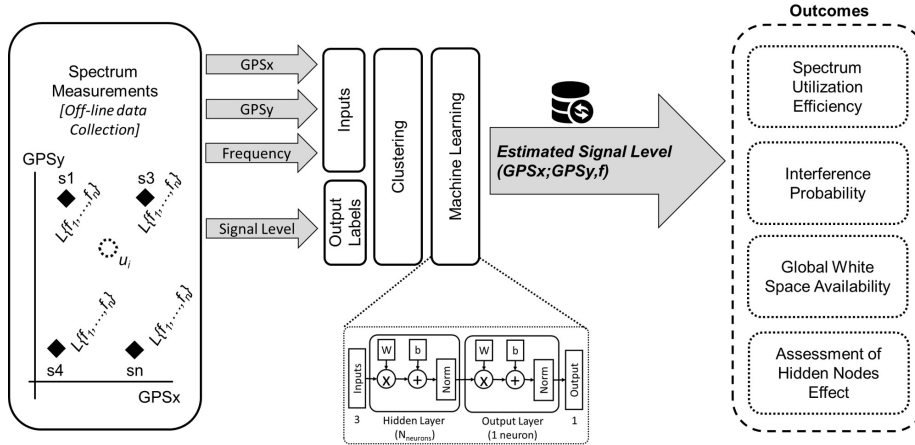 Spectrum
Measurements
[Off-line data
Collection]
GPSy
s1
s3
L{f1,...,fn}
L{f1,...,fn}
ui
L{f1,...,fn}
L{f1,...,fn}
s4
sn
GPSx
GPSx
GPSy
Frequency
Signal Level
Inputs
Output
Labels
Clustering
Machine Learning
Estimated Signal Level
(GPSx;GPSy,f)
Inputs
3
W
b
x
+
Norm
Hidden Layer
(Nneurons)
W
b
x
+
Norm
Output Layer
(1 neuron)
Output
1
Outcomes
Spectrum
Utilization
Efficiency
Interference
Probability
Global White
Space Availability
Assessment of
Hidden Nodes
Effect